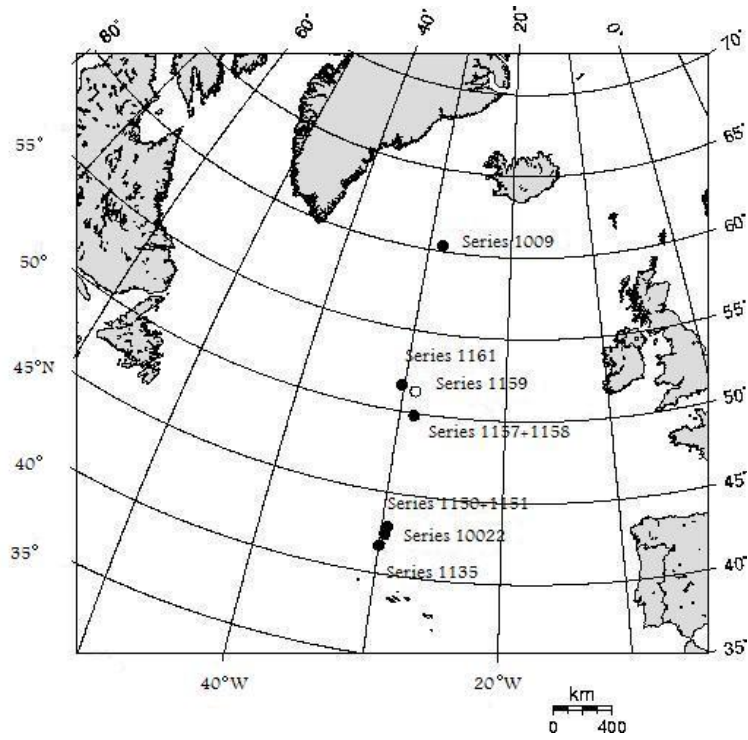 80°
60°
40°
20°
0°
70°
65°
60°
55°
50°
45°
40°
35°
55°
50°
45°N
40°
35°
Series 1009
Series 1161
Series 1159
Series 1157+1158
Series 1150+1151
Series 10022
Series 1135
40°W
20°W
km
0 400